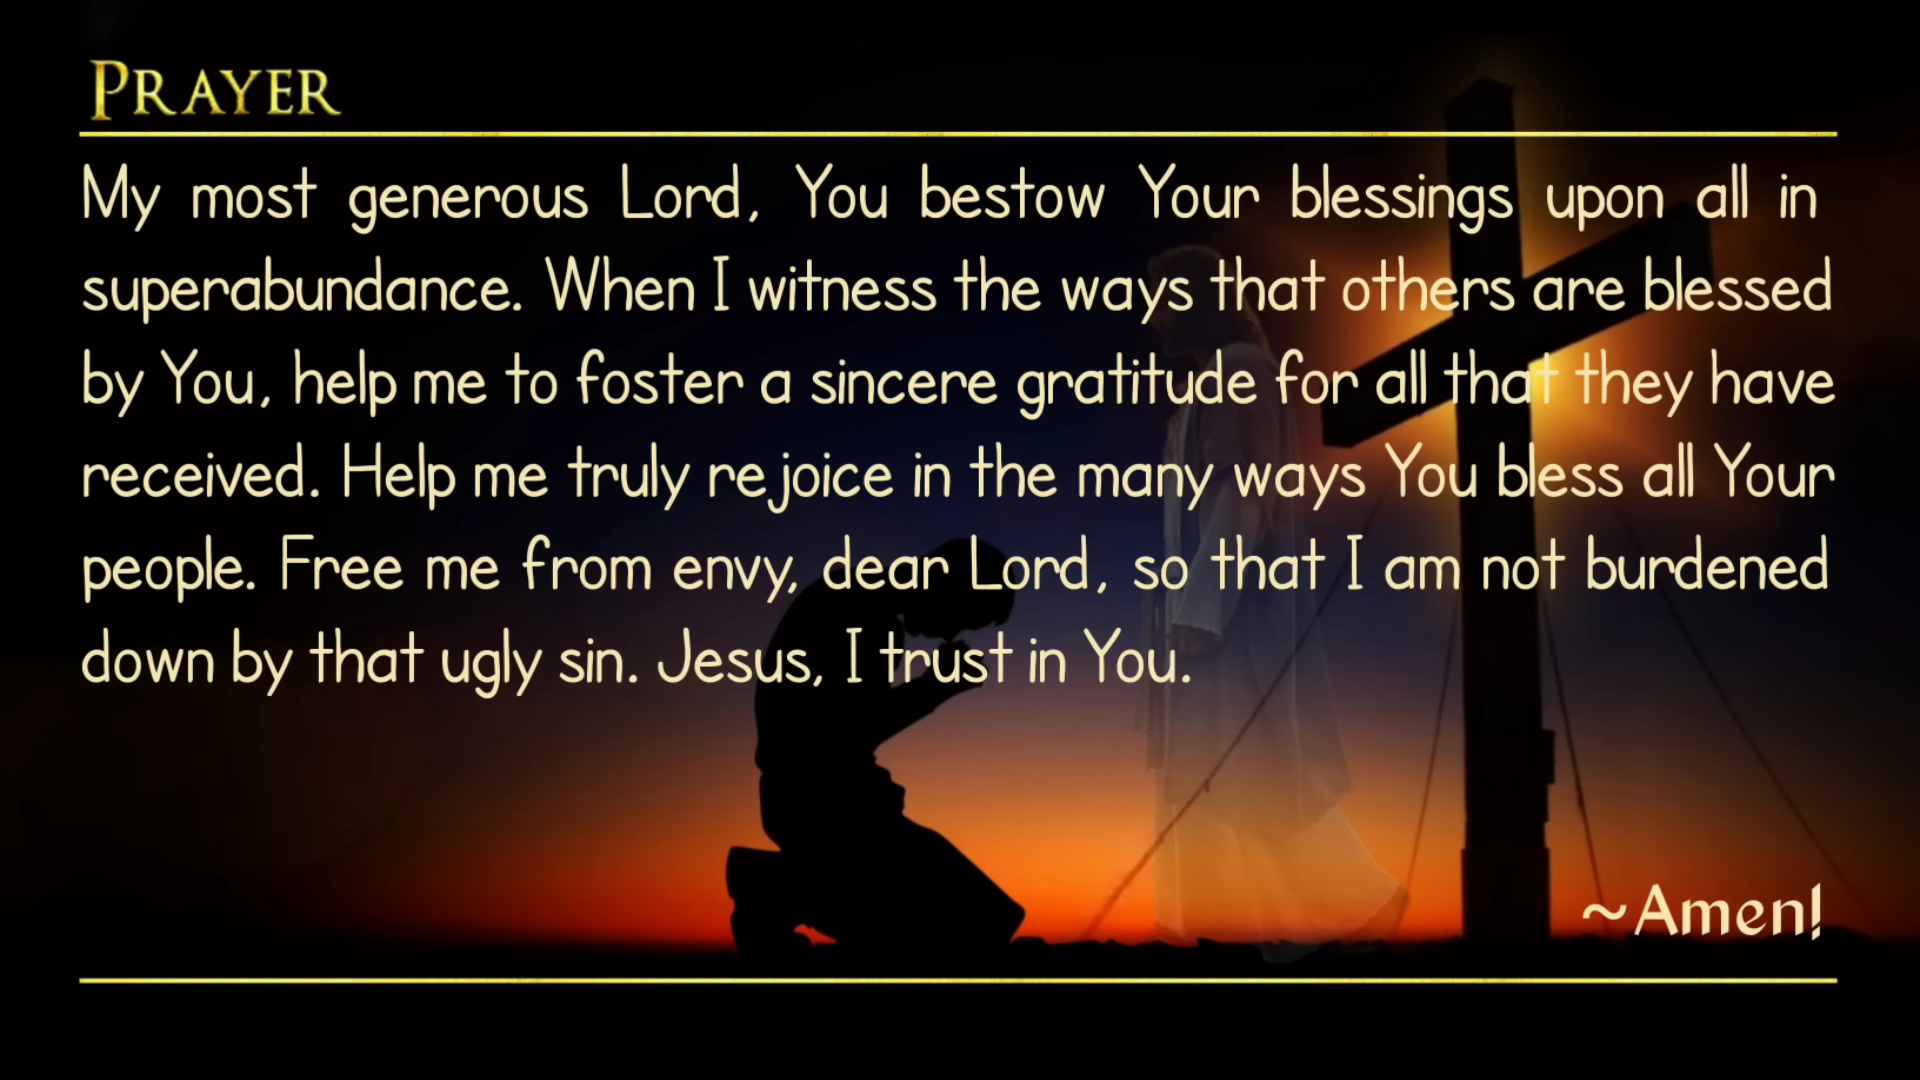 PRAYER
My most generous Lord, You bestow Your blessings upon all in
superabundance. When I witness the ways that others are blessed
by You, help me to foster a sincere gratitude for all that they have
received. Help me truly rejoice in the many ways You bless all Your
people. Free me from envy, dear Lord, so that I am not burdened
down by that ugly sin. Jesus, I trust in You.
~Amen!